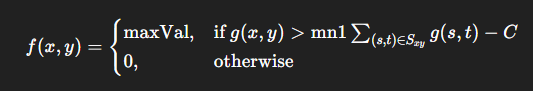 f(x, y) = { maxVal, if g(x, y) > mn1 ∑_{(s,t)∈S_{xy}} g(s, t) − C
0, otherwise